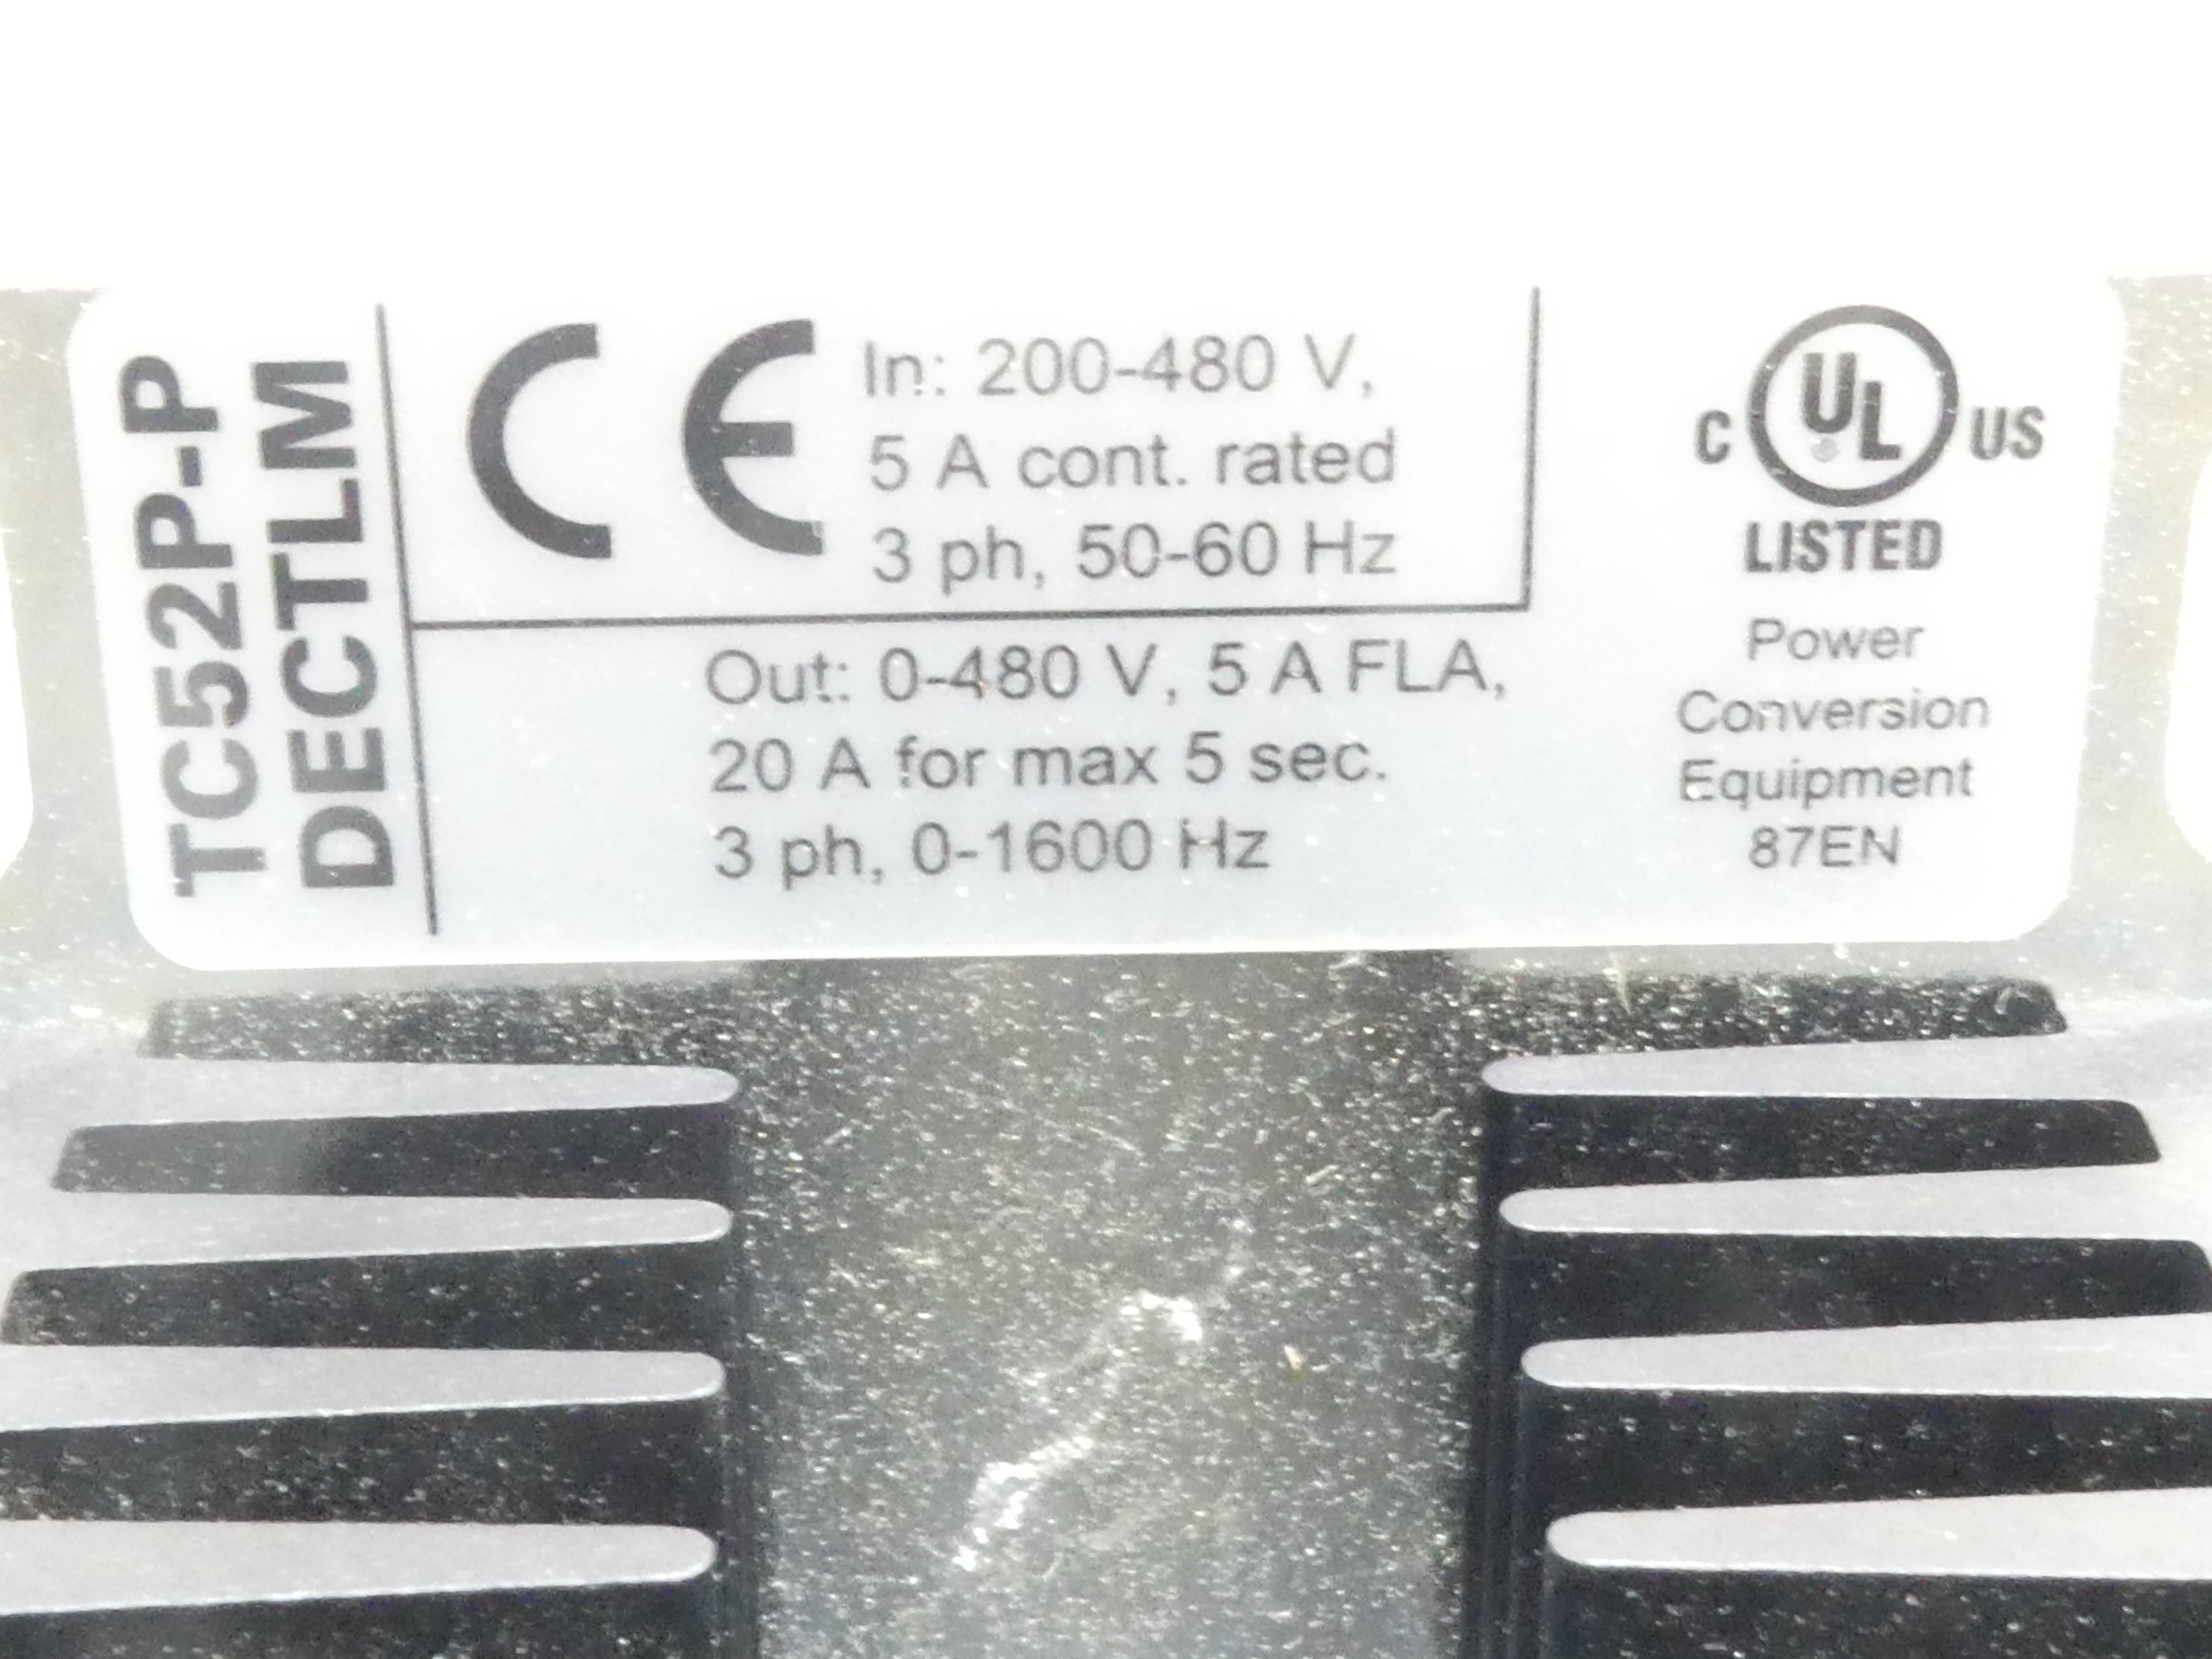 TC52P-P
DECTLM
CE
In: 200-480 V,
5 A cont. rated
3 ph, 50-60 Hz
Out: 0-480 V, 5 A FLA,
20 A for max 5 sec.
3 ph, 0-1600 Hz
C UL US
®
LISTED
Power
Conversion
Equipment
87EN